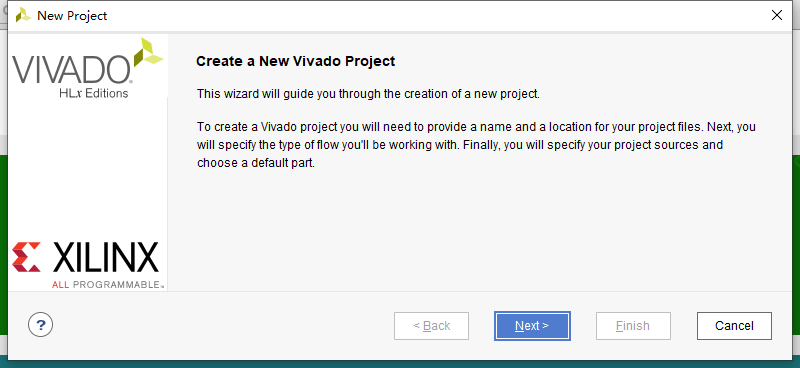 New Project
VIVADO
HLx Editions
Create a New Vivado Project
This wizard will guide you through the creation of a new project.
To create a Vivado project you will need to provide a name and a location for your project files. Next, you
will specify the type of flow you'll be working with. Finally, you will specify your project sources and
choose a default part.
XILINX
ALL PROGRAMMABLE™
?
< Back
Next >
Finish
Cancel